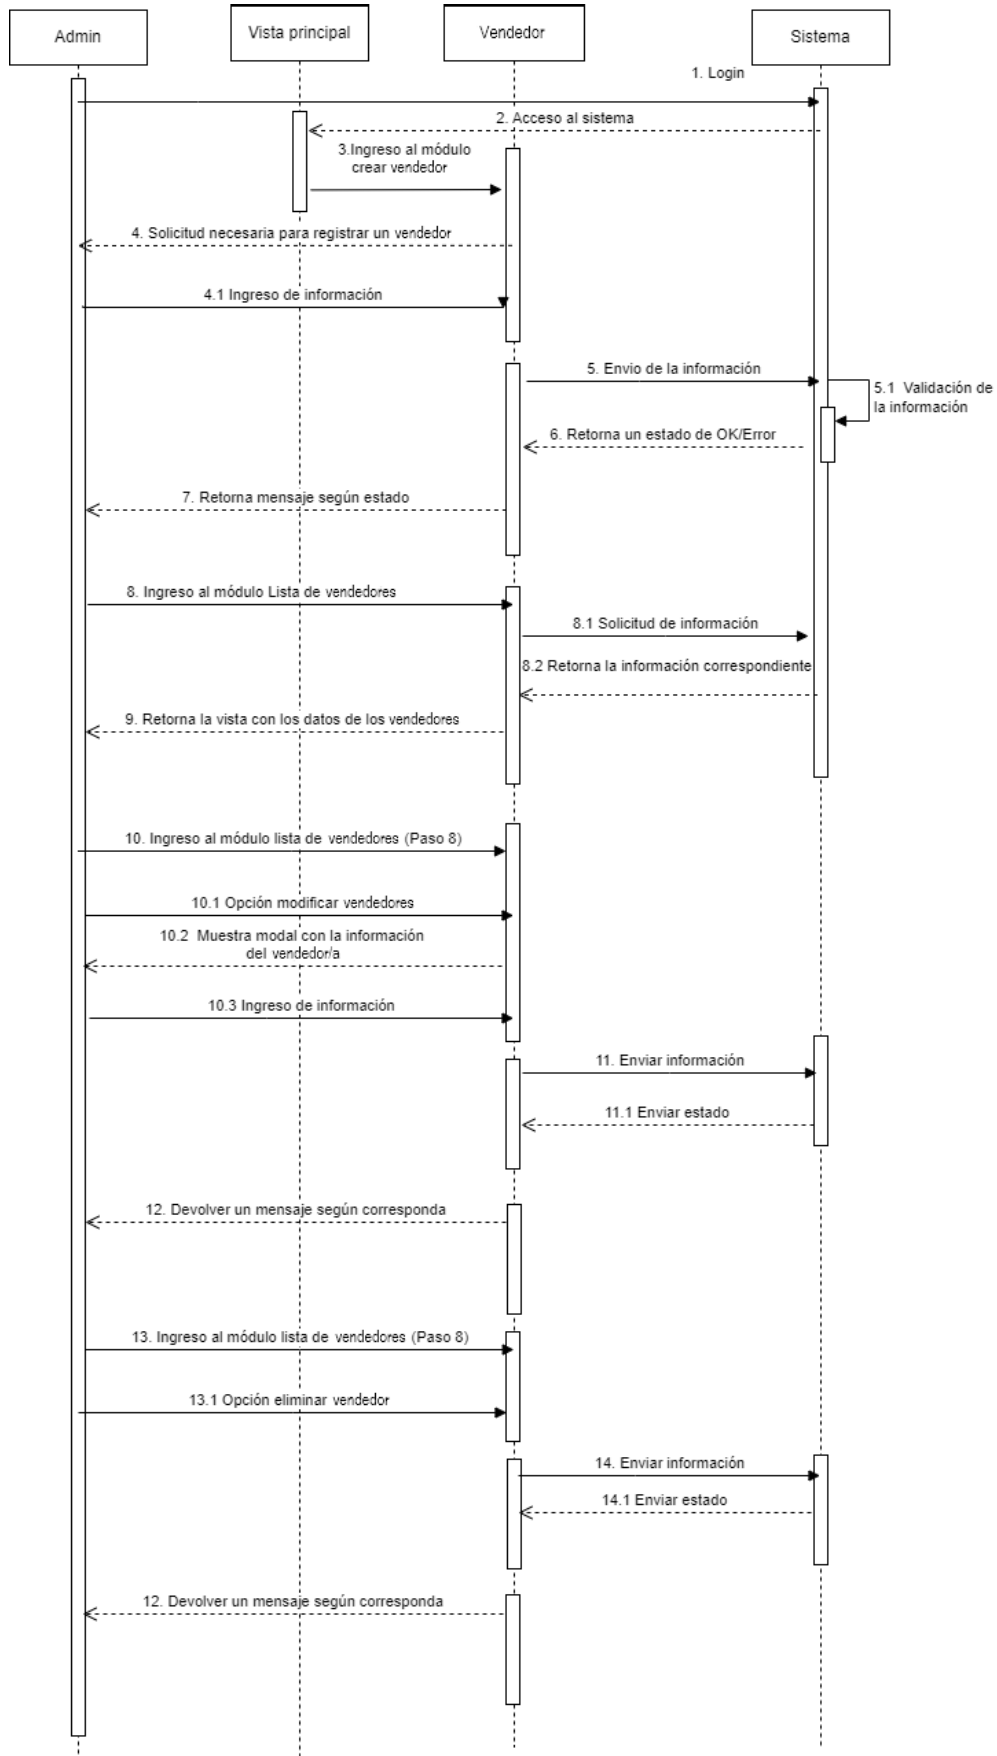 Admin
Vista principal
Vendedor
Sistema
1. Login
2. Acceso al sistema
3.Ingreso al módulo
crear vendedor
4. Solicitud necesaria para registrar un vendedor
4.1 Ingreso de información
5. Envio de la información
5.1 Validación de
la información
6. Retorna un estado de OK/Error
7. Retorna mensaje según estado
8. Ingreso al módulo Lista de vendedores
8.1 Solicitud de información
8.2 Retorna la información correspondiente
9. Retorna la vista con los datos de los vendedores
10. Ingreso al módulo lista de vendedores (Paso 8)
10.1 Opción modificar vendedores
10.2 Muestra modal con la información
del vendedor/a
10.3 Ingreso de información
11. Enviar información
11.1 Enviar estado
12. Devolver un mensaje según corresponda
13. Ingreso al módulo lista de vendedores (Paso 8)
13.1 Opción eliminar vendedor
14. Enviar información
14.1 Enviar estado
12. Devolver un mensaje según corresponda